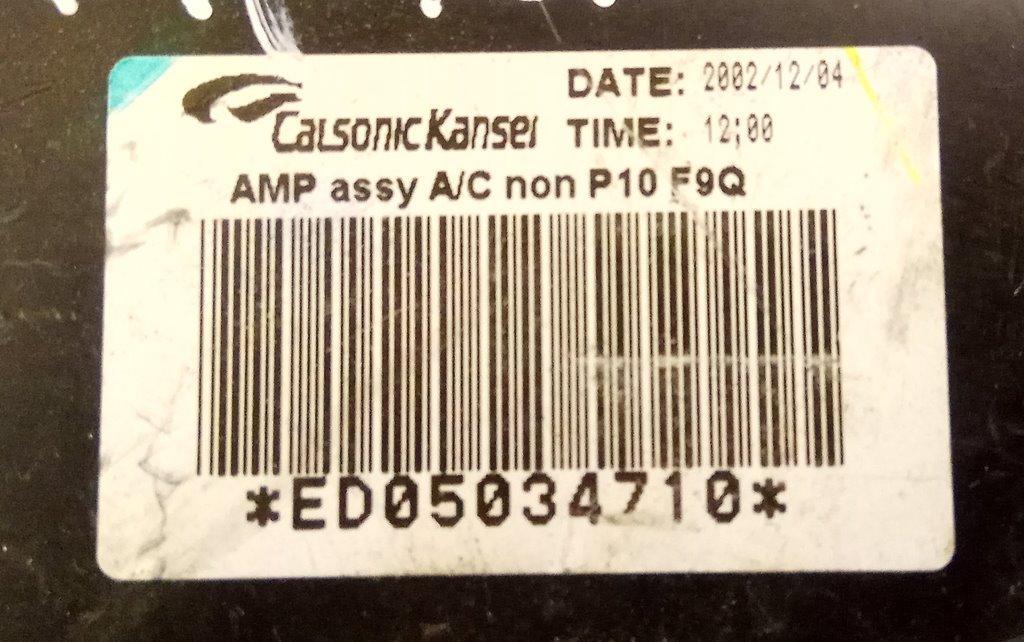 CalsonicKansei DATE: 2002/12/04
TIME: 12;00
AMP assy A/C non P10 F9Q
*ED05034710*